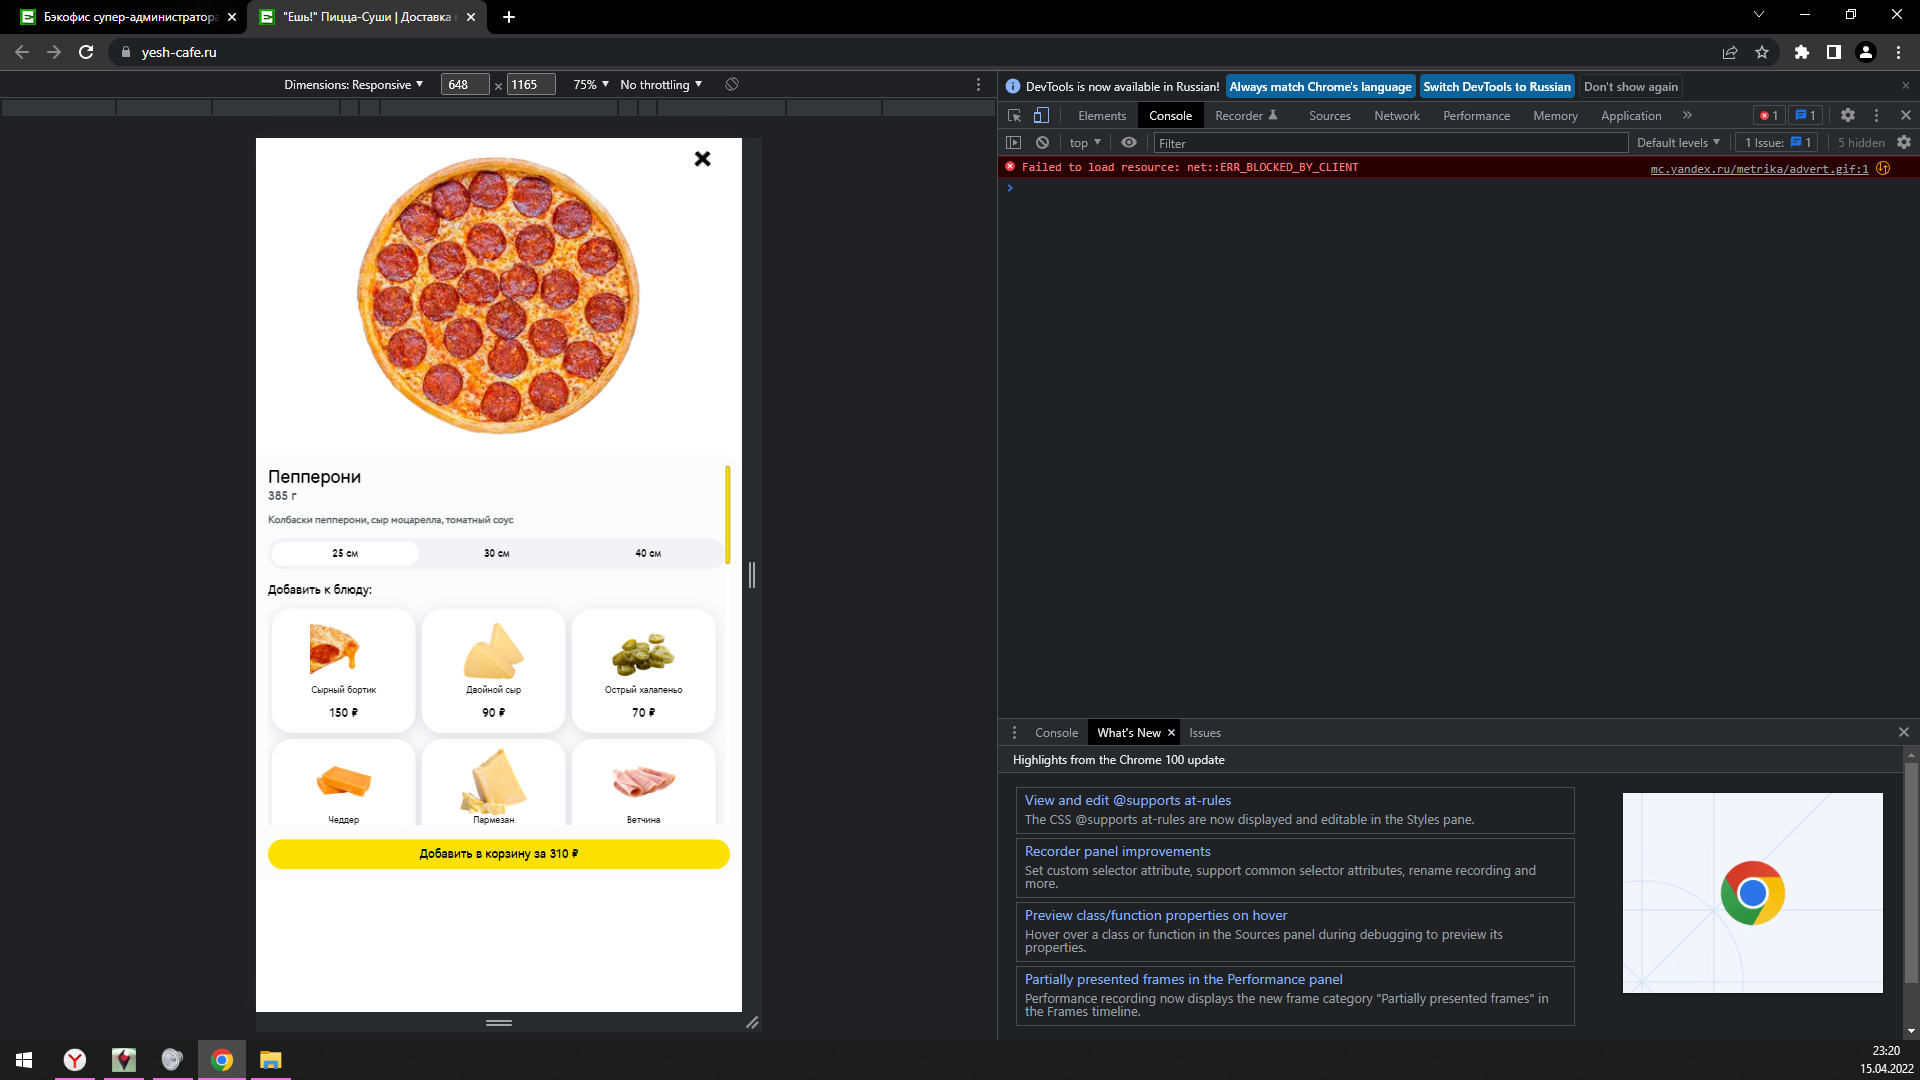 Бэкофис супер-администратора
"Ешь!" Пицца-Суши | Доставка
yesh-cafe.ru
Dimensions: Responsive
648 × 1165
75%
No throttling
DevTools is now available in Russian!
Always match Chrome's language
Switch DevTools to Russian
Don't show again
Elements
Console
Recorder
Sources
Network
Performance
Memory
Application
1
1
top
Filter
Default levels
1 Issue: 1
5 hidden
Failed to load resource: net::ERR_BLOCKED_BY_CLIENT
mc.yandex.ru/metrika/advert.gif:1
Пепперони
385 г
Колбаски пепперони, сыр моцарелла, томатный соус
25 см
30 см
40 см
Добавить к блюду:
Сырный бортик
150 ₽
Двойной сыр
90 ₽
Острый халапеньо
70 ₽
Чеддер
Пармезан
Ветчина
Добавить в корзину за 310 ₽
Console
What's New
Issues
Highlights from the Chrome 100 update
View and edit @supports at-rules
The CSS @supports at-rules are now displayed and editable in the Styles pane.
Recorder panel improvements
Set custom selector attribute, support common selector attributes, rename recording and
more.
Preview class/function properties on hover
Hover over a class or function in the Sources panel during debugging to preview its
properties.
Partially presented frames in the Performance panel
Performance recording now displays the new frame category "Partially presented frames" in
the Frames timeline.
23:20
15.04.2022